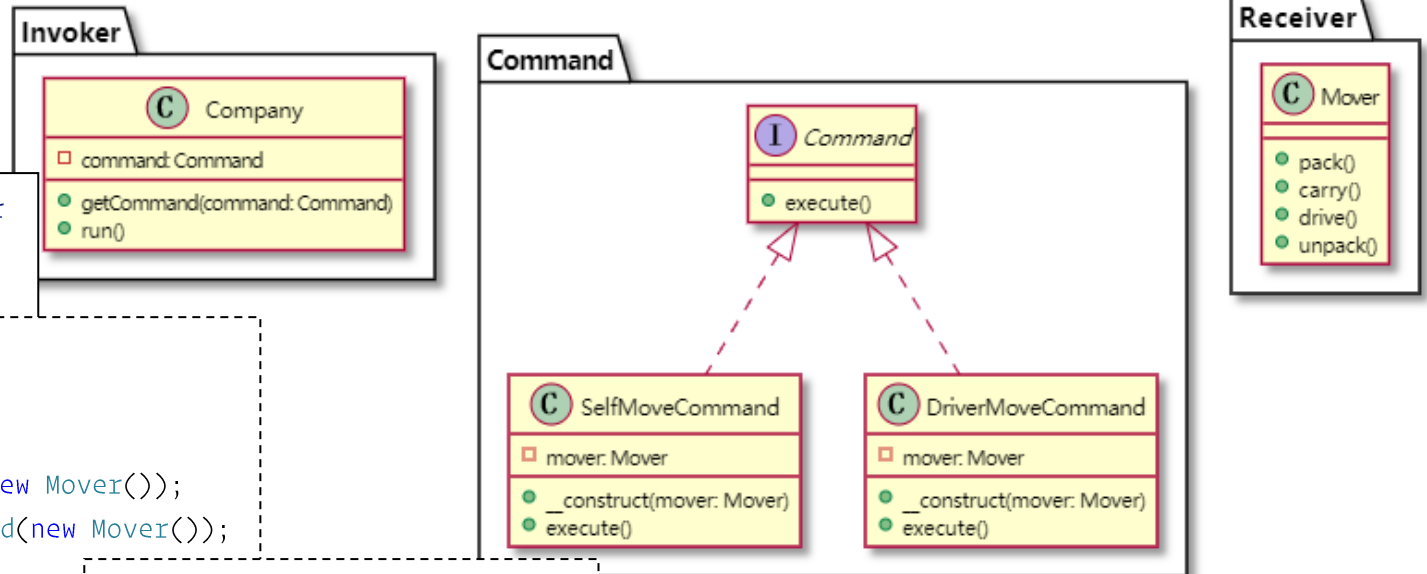 Invoker
C Company
command: Command
getCommand(command: Command)
run()
r
ew Mover());
d(new Mover());
Command
I Command
execute()
C SelfMoveCommand
mover: Mover
__construct(mover: Mover)
execute()
C DriverMoveCommand
mover: Mover
__construct(mover: Mover)
execute()
Receiver
C Mover
pack()
carry()
drive()
unpack()